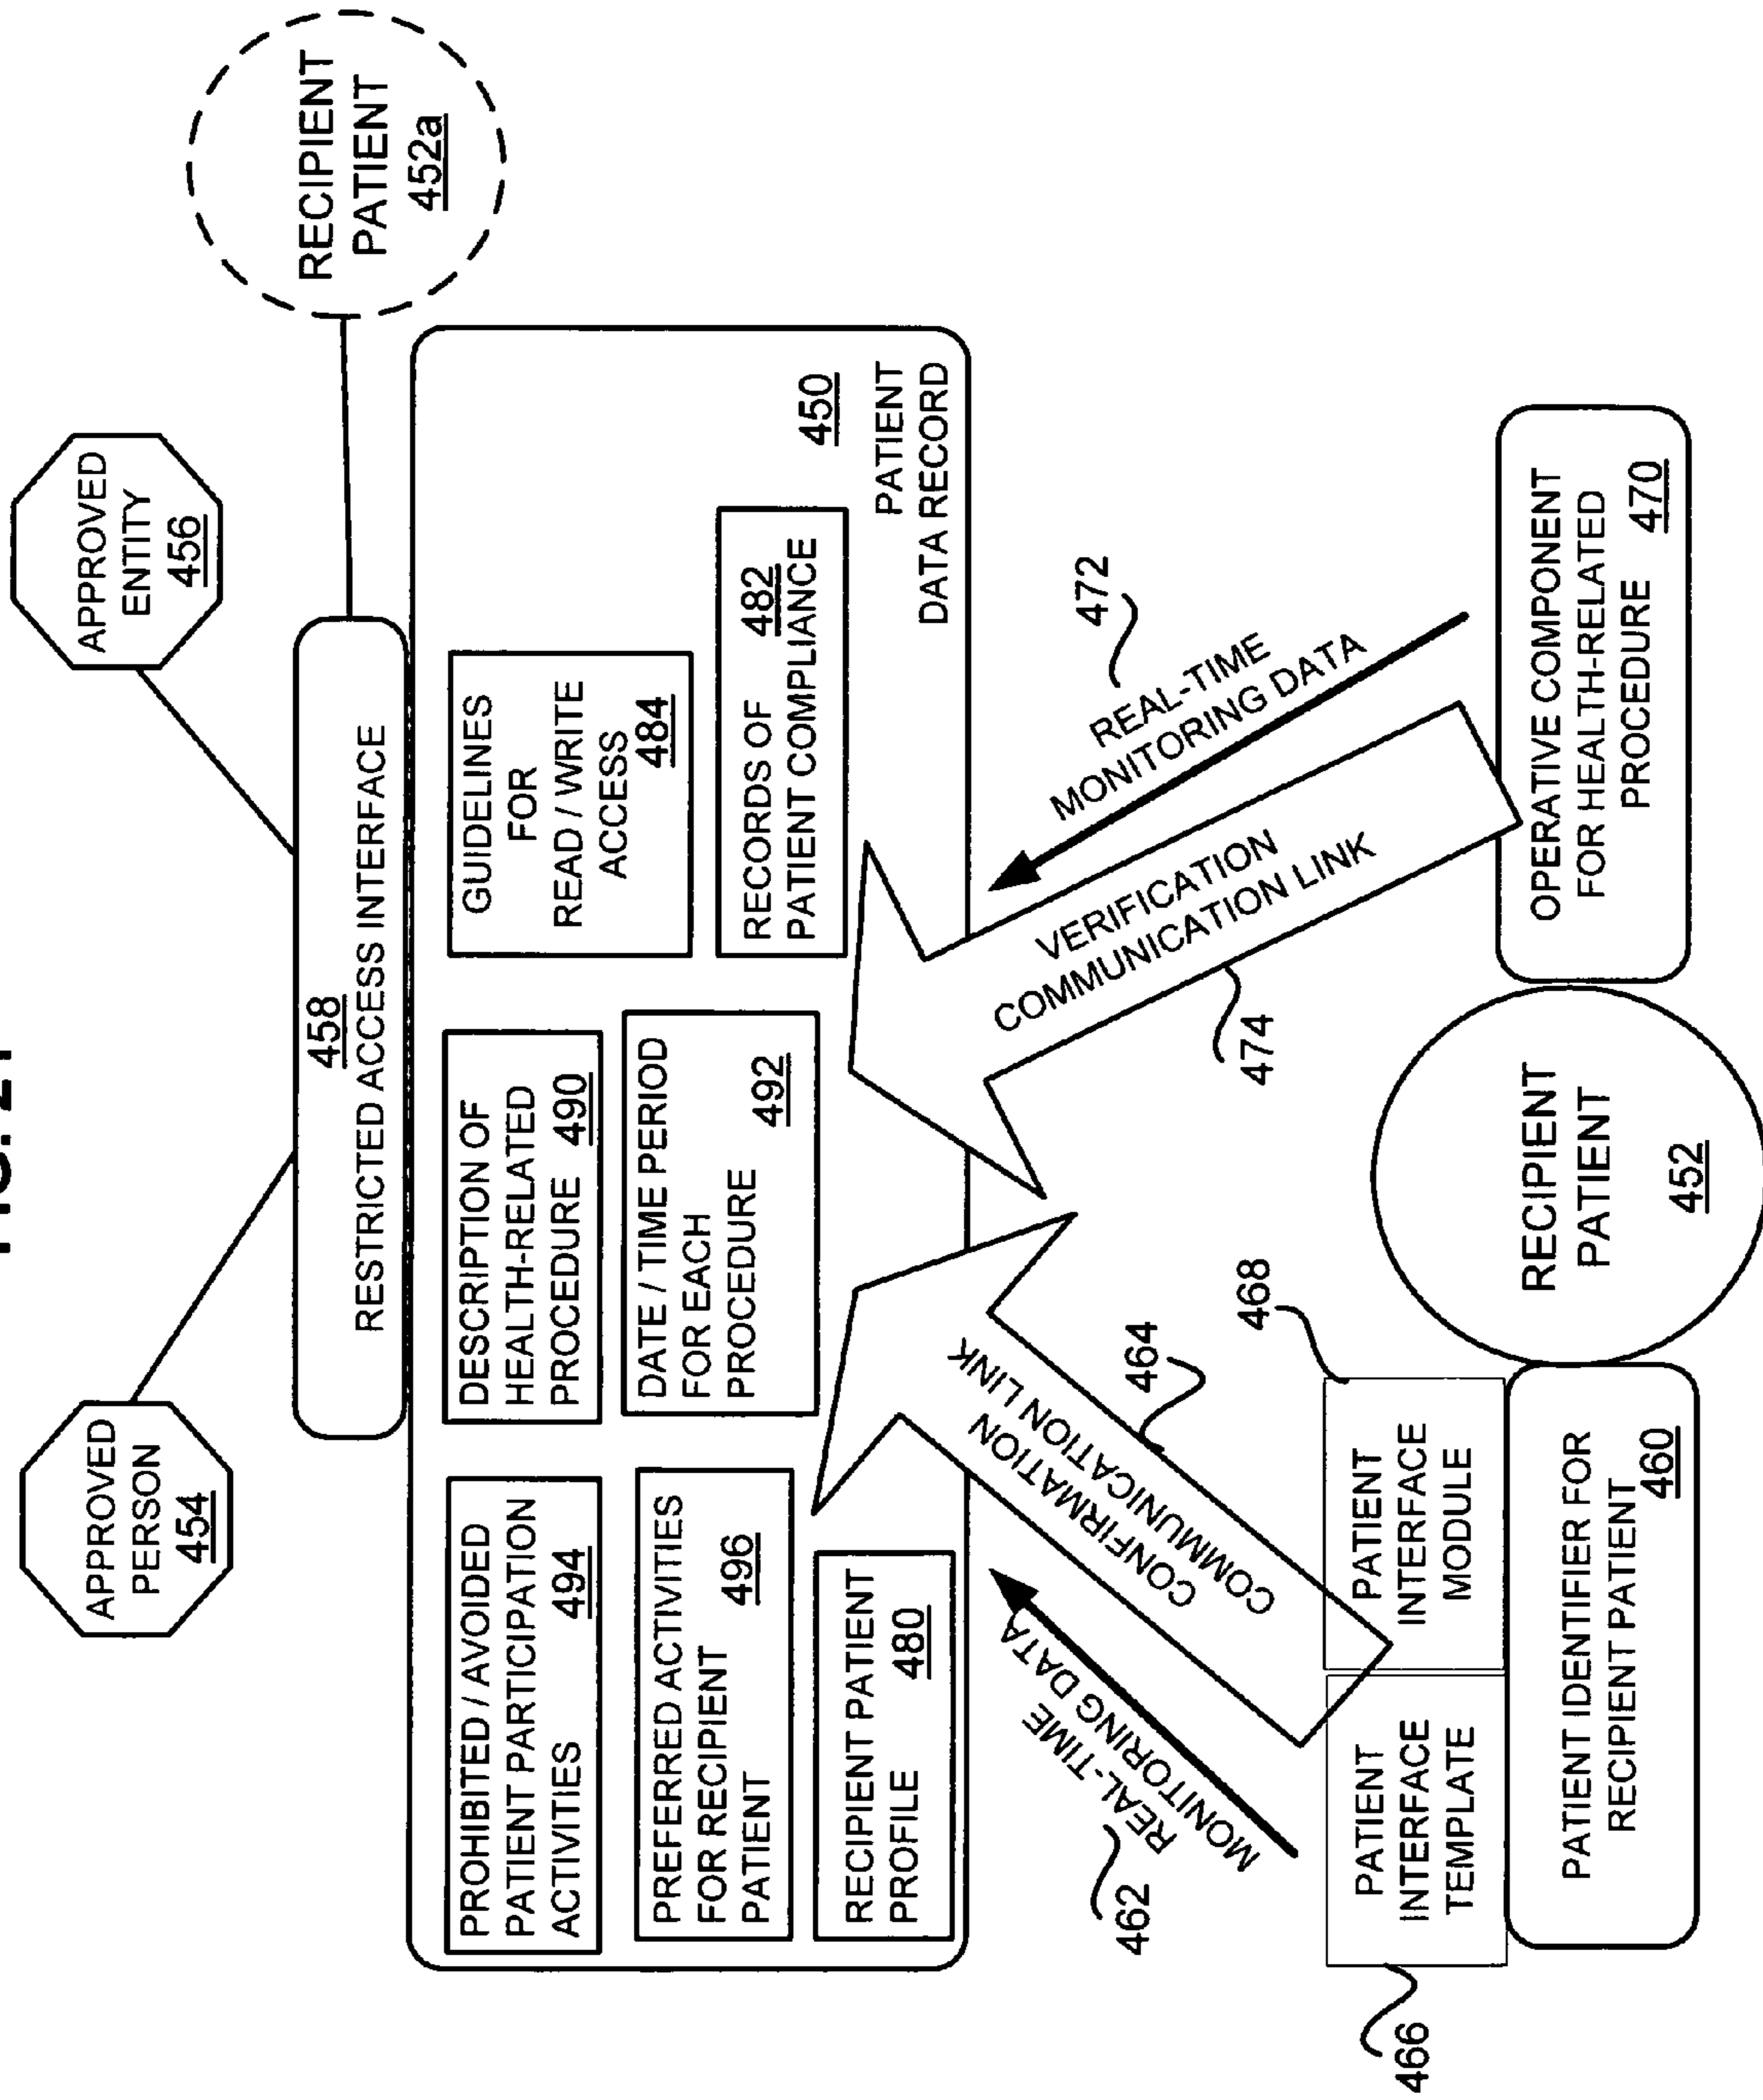 APPROVED
PERSON
454
APPROVED
ENTITY
456
RECIPIENT
PATIENT
452a
458
RESTRICTED ACCESS INTERFACE
PROHIBITED / AVOIDED
PATIENT PARTICIPATION
ACTIVITIES 494
DESCRIPTION OF
HEALTH-RELATED
PROCEDURE 490
GUIDELINES
FOR
READ / WRITE
ACCESS
484
PREFERRED ACTIVITIES
FOR RECIPIENT
PATIENT 496
DATE / TIME PERIOD
FOR EACH
PROCEDURE 492
RECORDS OF 482
PATIENT COMPLIANCE
RECIPIENT PATIENT
PROFILE 480
450
PATIENT
DATA RECORD
462
REAL-TIME
MONITORING DATA
CONFIRMATION
COMMUNICATION LINK
464
VERIFICATION
COMMUNICATION LINK
474
REAL-TIME
MONITORING DATA
472
466
PATIENT
INTERFACE
TEMPLATE
PATIENT
INTERFACE
MODULE
468
PATIENT IDENTIFIER FOR
RECIPIENT PATIENT
460
RECIPIENT
PATIENT
452
OPERATIVE COMPONENT
FOR HEALTH-RELATED
PROCEDURE 470